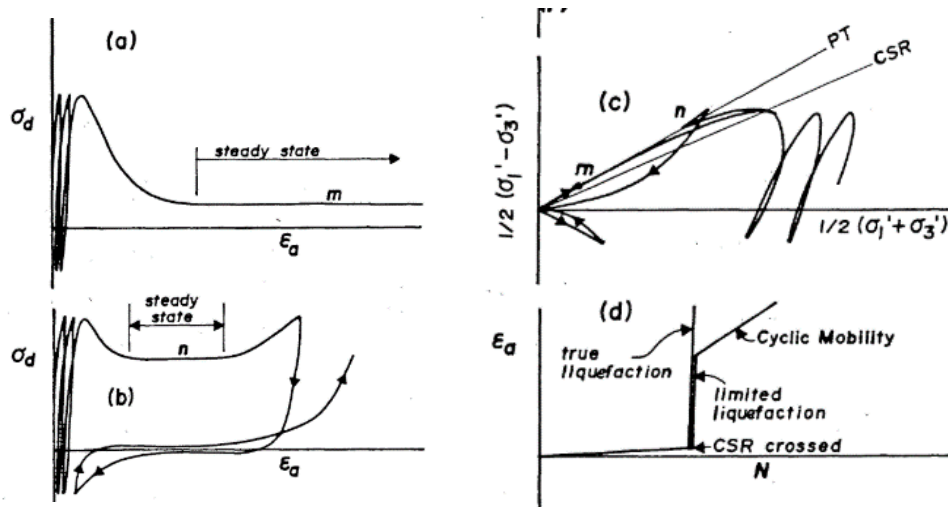 (a)
σd
steady state
m
εa
steady
state
n
σd
(b)
εa
PT
CSR
(c)
n
m
1/2 (σ1' - σ3')
1/2 (σ1' + σ3')
(d)
εa
Cyclic Mobility
true
liquefaction
limited
liquefaction
CSR crossed
N